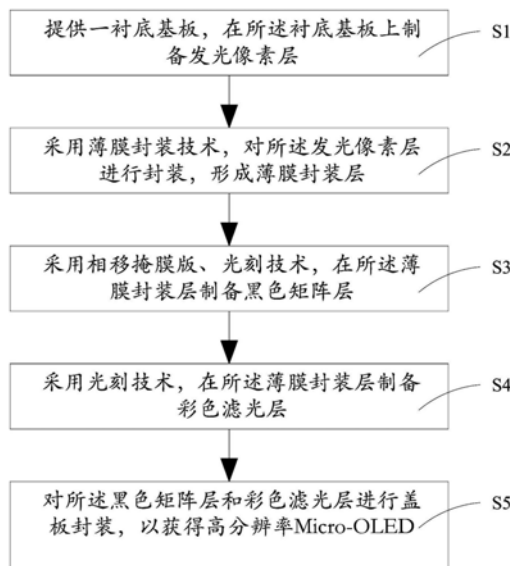 提供一衬底基板，在所述衬底基板上制
备发光像素层
S1
采用薄膜封装技术，对所述发光像素层
进行封装，形成薄膜封装层
S2
采用相移掩膜版、光刻技术，在所述薄
膜封装层制备黑色矩阵层
S3
采用光刻技术，在所述薄膜封装层制备
彩色滤光层
S4
对所述黑色矩阵层和彩色滤光层进行盖
板封装，以获得高分辨率Micro-OLED
S5